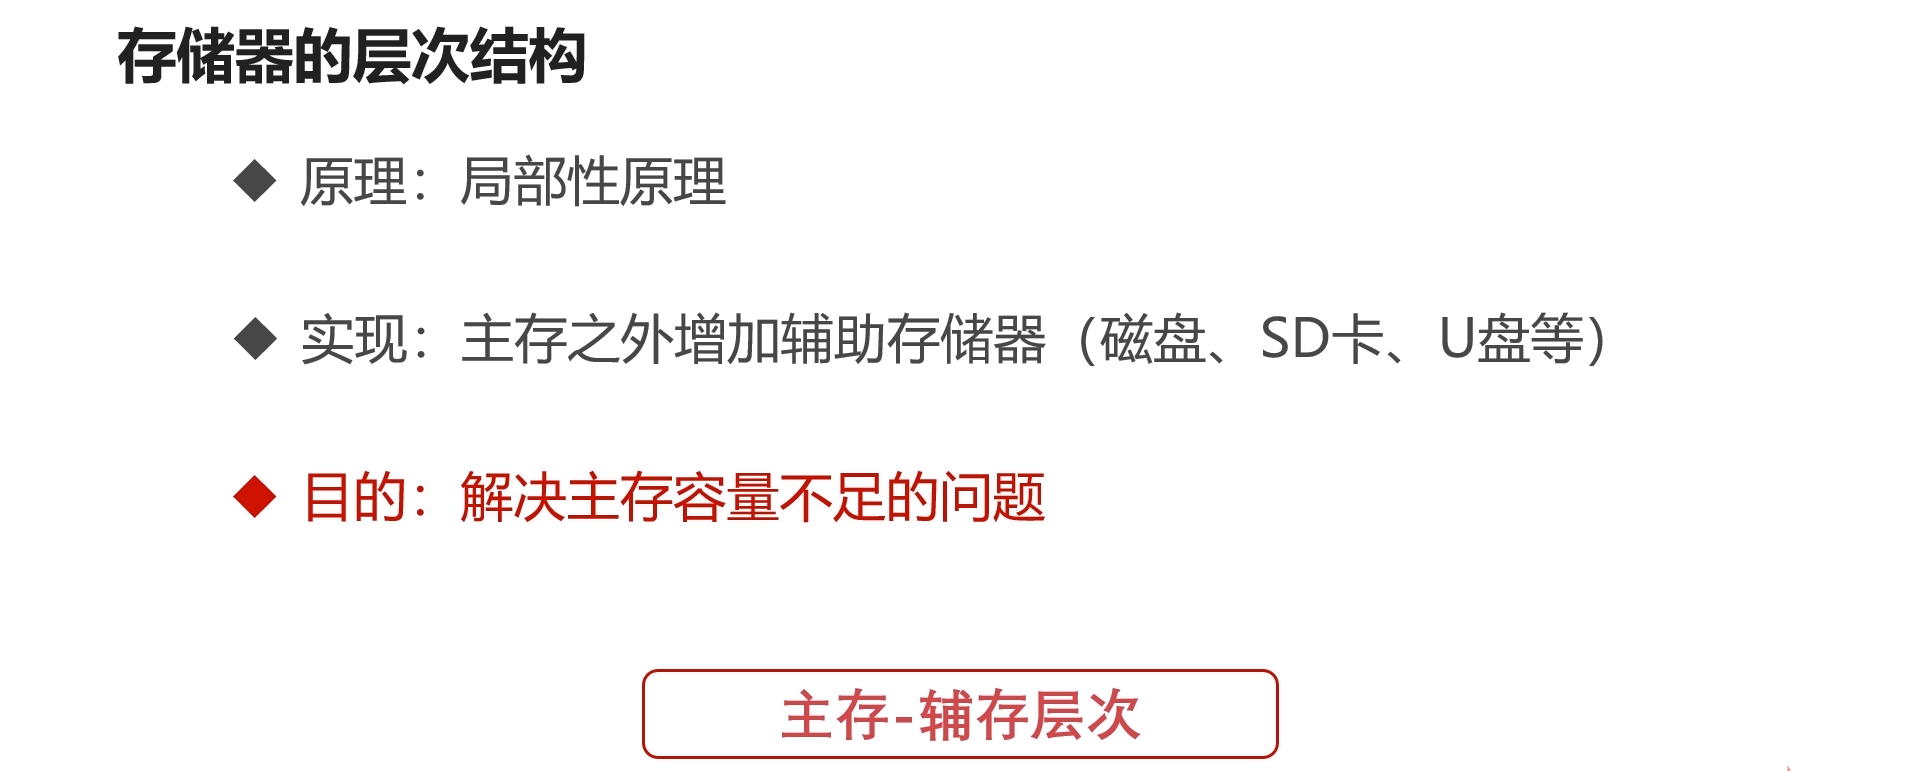 存储器的层次结构
◆ 原理：局部性原理
◆ 实现：主存之外增加辅助存储器（磁盘、SD卡、U盘等）
◆ 目的：解决主存容量不足的问题
主存-辅存层次